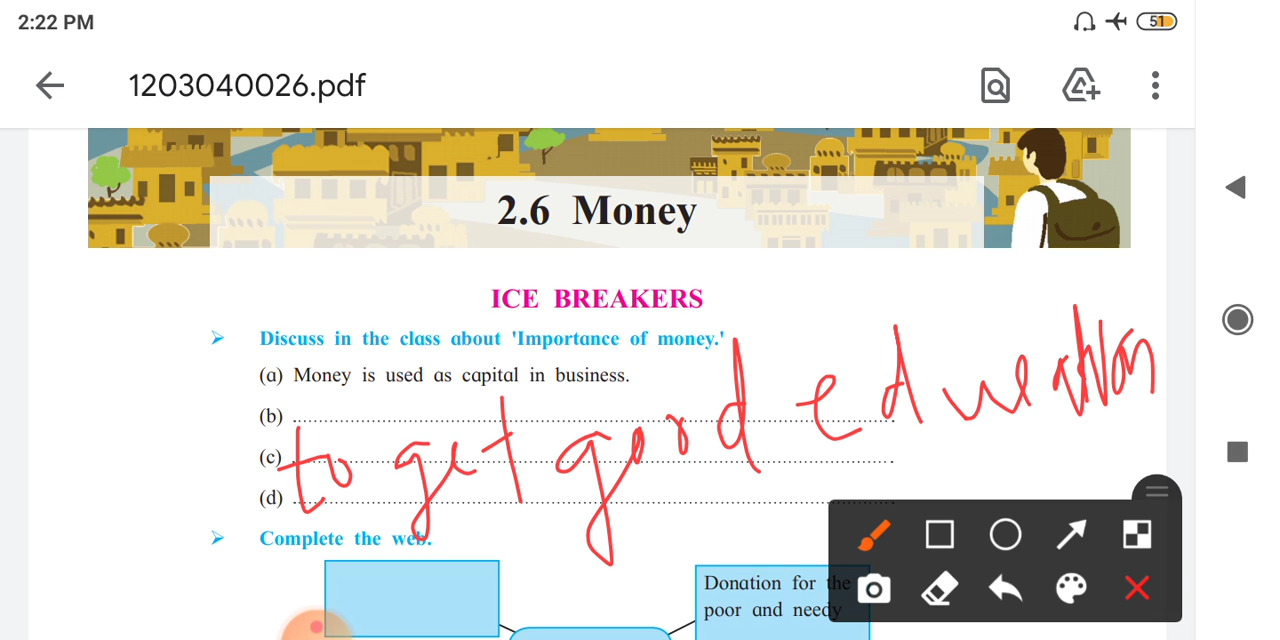 2:22 PM
51
1203040026.pdf
2.6 Money
ICE BREAKERS
➢ Discuss in the class about 'Importance of money.'
(a) Money is used as capital in business.
(b) ..........
(c) ..........
(d) ..........
to get good education
➢ Complete the web.
Donation for the
poor and needy